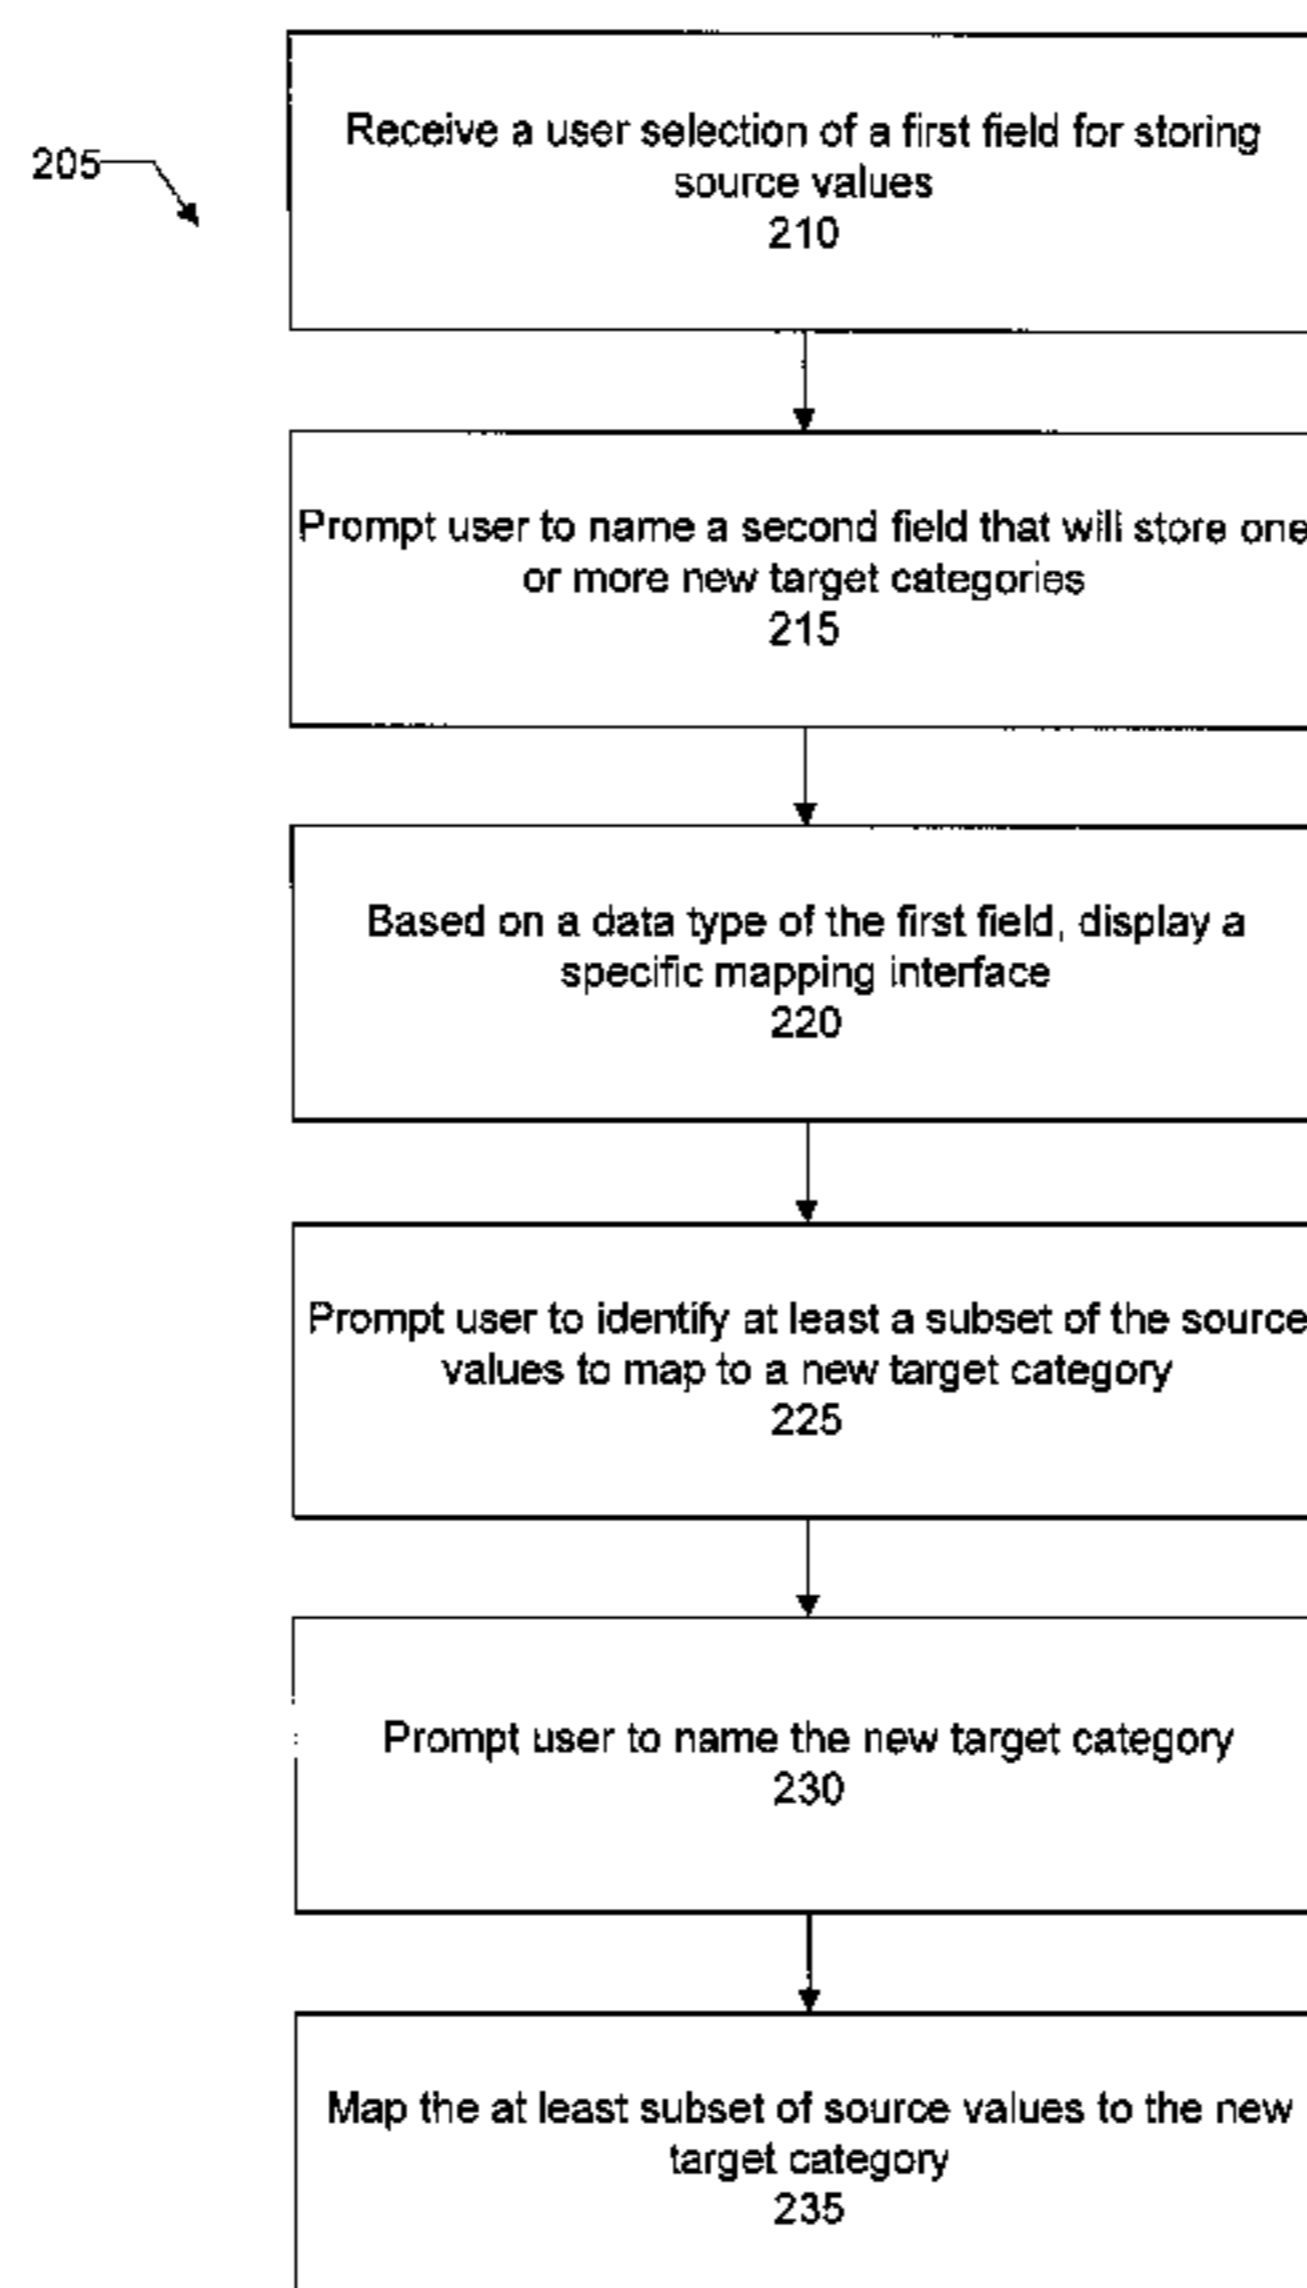 205
Receive a user selection of a first field for storing
source values
210
Prompt user to name a second field that will store one
or more new target categories
215
Based on a data type of the first field, display a
specific mapping interface
220
Prompt user to identify at least a subset of the source
values to map to a new target category
225
Prompt user to name the new target category
230
Map the at least subset of source values to the new
target category
235